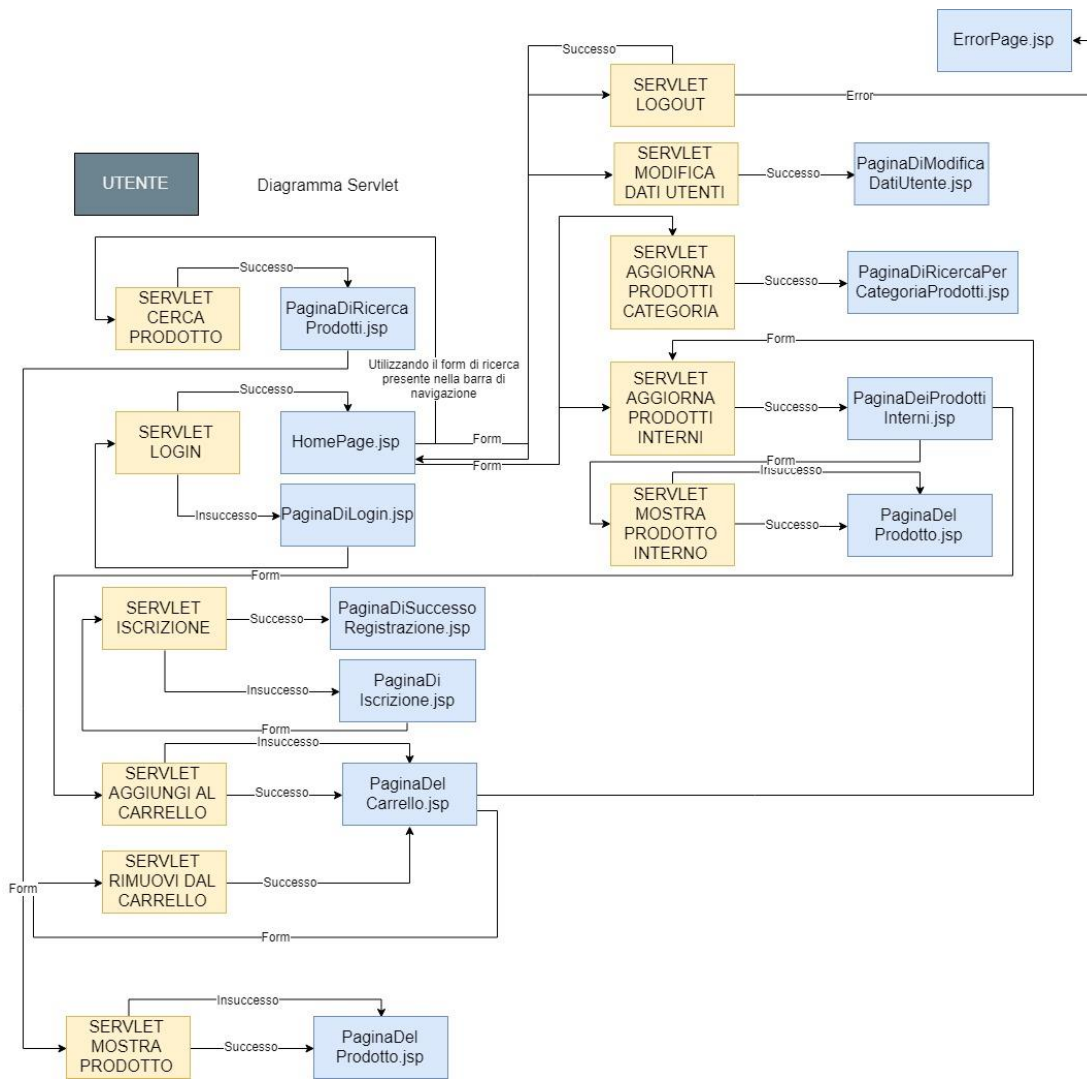 ErrorPage.jsp
Successo
SERVLET
LOGOUT
Error
UTENTE
Diagramma Servlet
SERVLET
MODIFICA
DATI UTENTI
Successo
PaginaDiModifica
DatiUtente.jsp
SERVLET
AGGIORNA
PRODOTTI
CATEGORIA
Successo
PaginaDiRicercaPer
CategoriaProdotti.jsp
Successo
SERVLET
CERCA
PRODOTTO
PaginaDiRicerca
Prodotti.jsp
Utilizzando il form di ricerca
presente nella barra di
navigazione
Form
SERVLET
AGGIORNA
PRODOTTI
INTERNI
Successo
PaginaDeiProdotti
Interni.jsp
Successo
SERVLET
LOGIN
HomePage.jsp
Form
Form
Insuccesso
PaginaDiLogin.jsp
Form
Insuccesso
SERVLET
MOSTRA
PRODOTTO
INTERNO
Successo
PaginaDel
Prodotto.jsp
Form
SERVLET
ISCRIZIONE
Successo
PaginaDiSuccesso
Registrazione.jsp
Insuccesso
PaginaDi
Iscrizione.jsp
Form
Insuccesso
SERVLET
AGGIUNGI AL
CARRELLO
Successo
PaginaDel
Carrello.jsp
SERVLET
RIMUOVI DAL
CARRELLO
Successo
Form
Form
Insuccesso
SERVLET
MOSTRA
PRODOTTO
Successo
PaginaDel
Prodotto.jsp